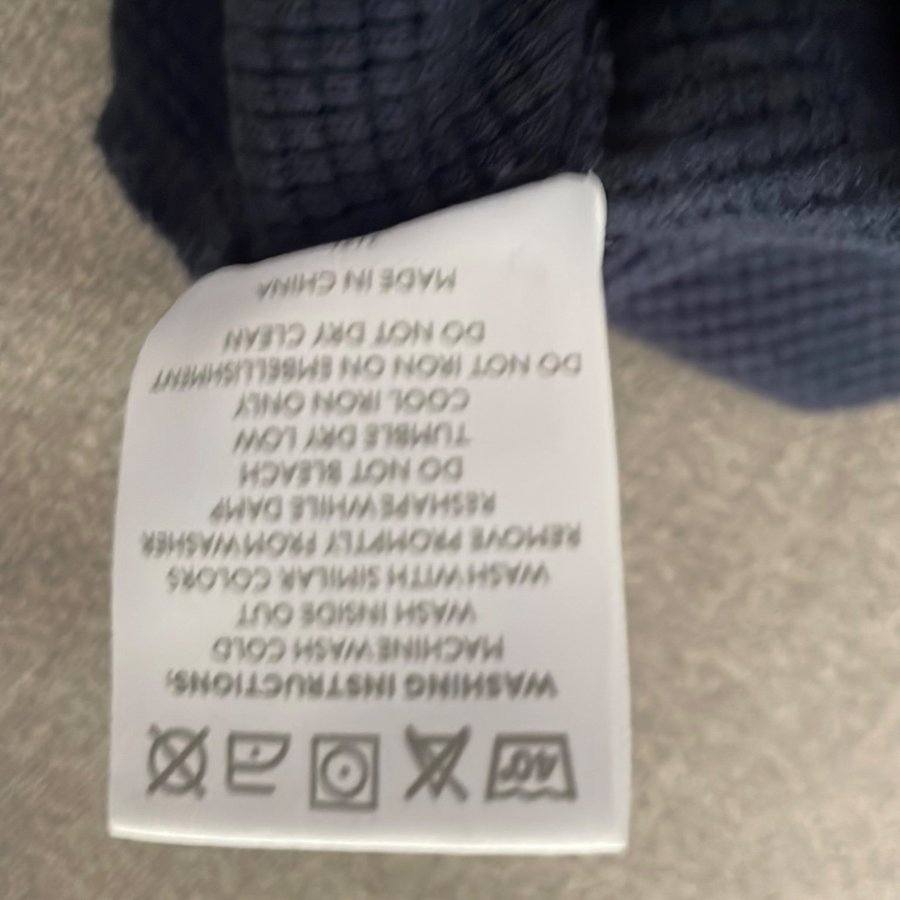 40°
WASHING INSTRUCTIONS:
MACHINE WASH COLD
WASH INSIDE OUT
WASH WITH SIMILAR COLORS
REMOVE PROMPTLY FROM WASHER
RESHAPE WHILE DAMP
DO NOT BLEACH
TUMBLE DRY LOW
COOL IRON ONLY
DO NOT IRON ON EMBELLISHMENT
DO NOT DRY CLEAN
MADE IN CHINA